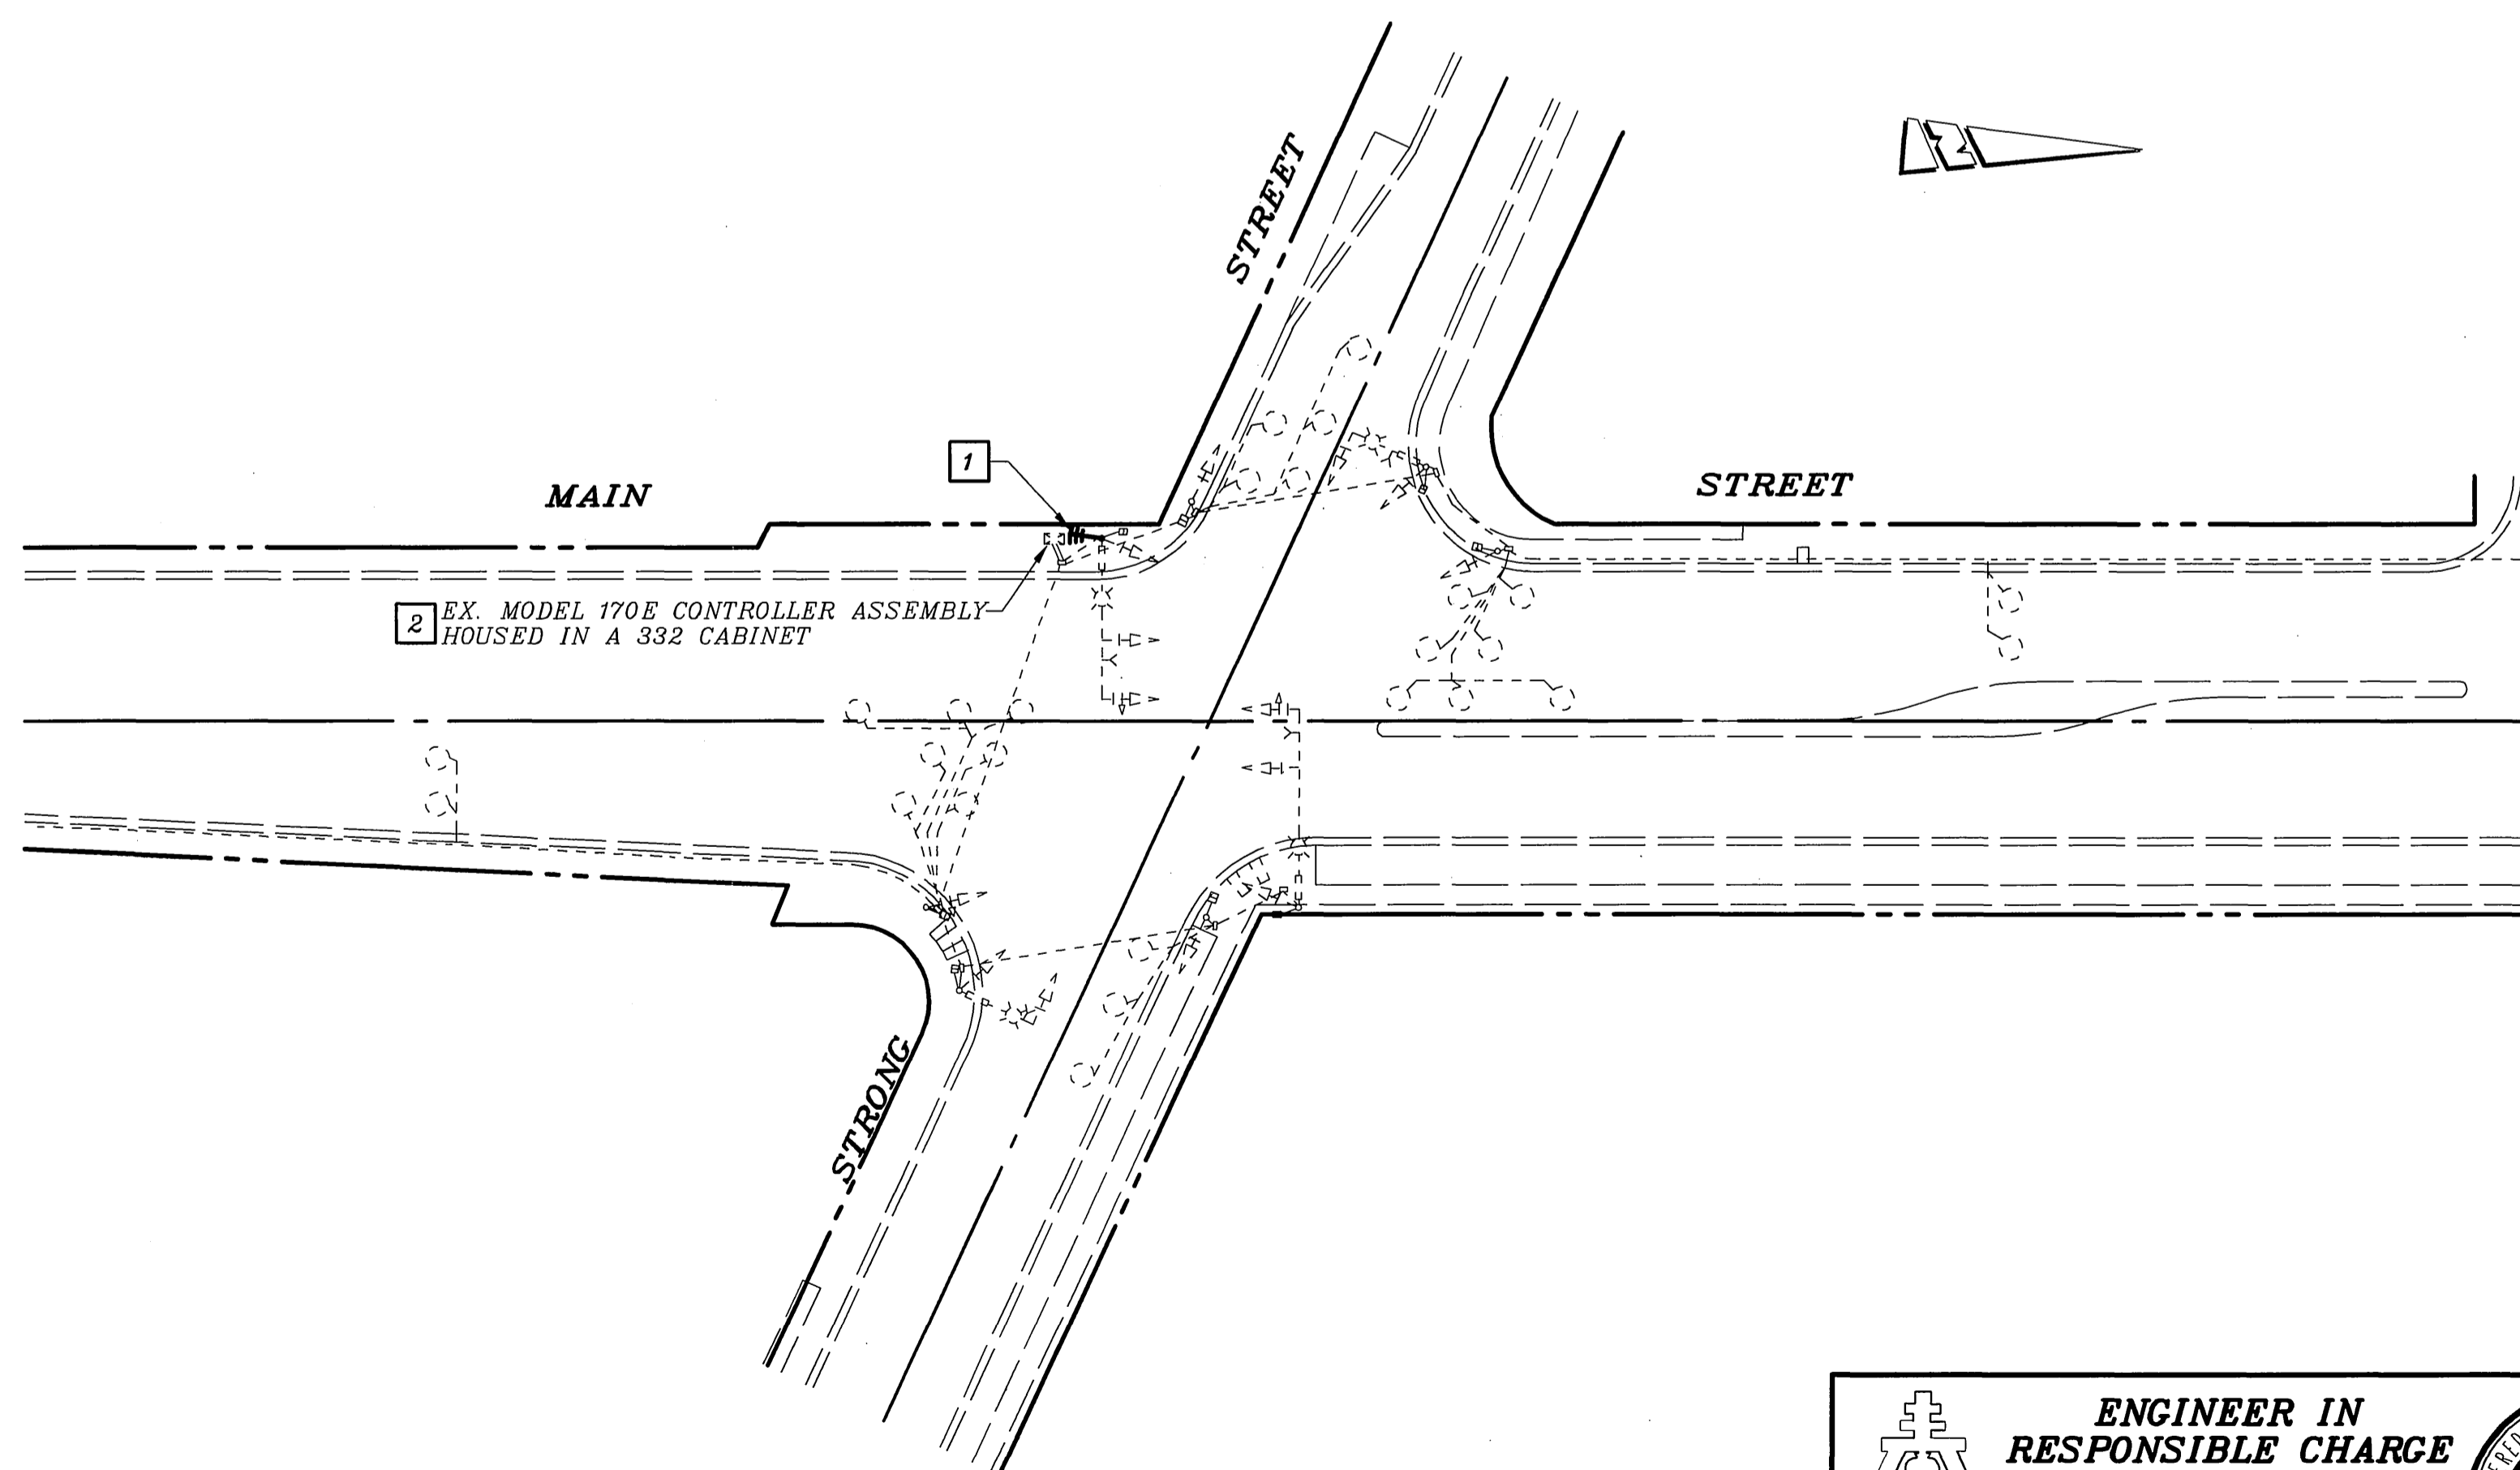 STREET
1
MAIN
STREET
2 EX. MODEL 170E CONTROLLER ASSEMBLY
HOUSED IN A 332 CABINET
STRONG
ENGINEER IN
RESPONSIBLE CHARGE